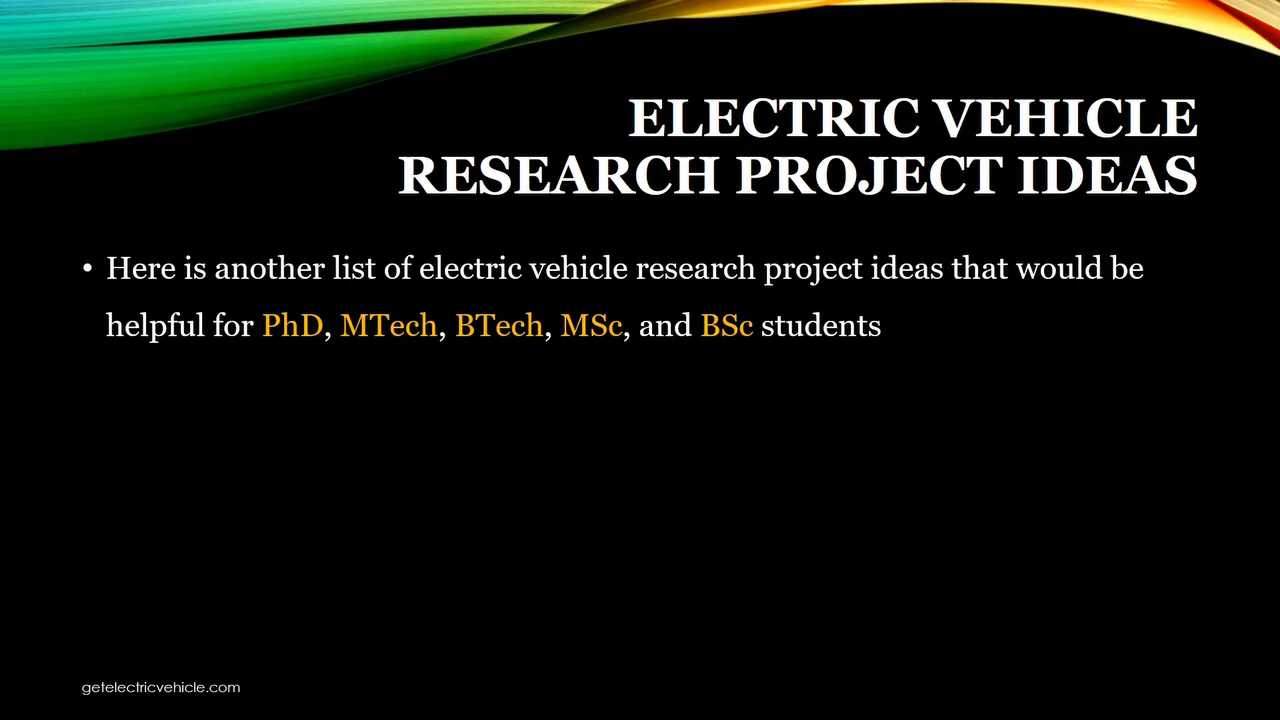 ELECTRIC VEHICLE
RESEARCH PROJECT IDEAS
• Here is another list of electric vehicle research project ideas that would be
helpful for PhD, MTech, BTech, MSc, and BSc students
getelectricvehicle.com